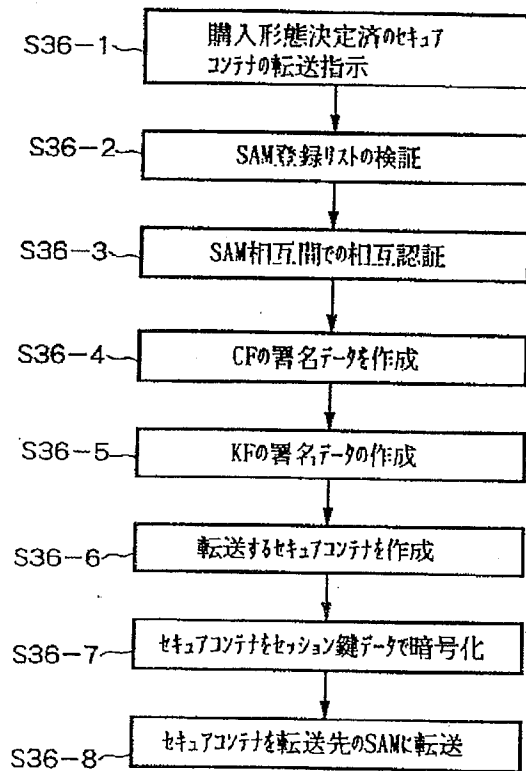 S36-1
購入形態決定済のセキュア
コンテナの転送指示
S36-2
SAM登録リストの検証
S36-3
SAM相互間での相互認証
S36-4
CFの署名データを作成
S36-5
KFの署名データの作成
S36-6
転送するセキュアコンテナを作成
S36-7
セキュアコンテナをセッション鍵データで暗号化
S36-8
セキュアコンテナを転送先のSAMに転送